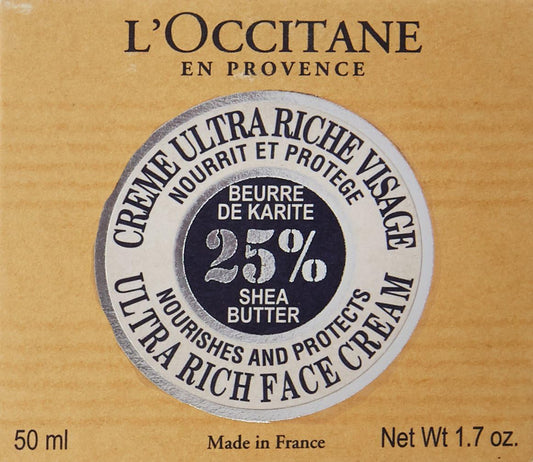 L'OCCITANE
EN PROVENCE
CREME ULTRA RICHE VISAGE
NOURRIT ET PROTEGE
BEURRE
DE KARITE
25%
SHEA
BUTTER
NOURISHES AND PROTECTS
ULTRA RICH FACE CREAM
50 ml
Made in France
Net Wt 1.7 oz.